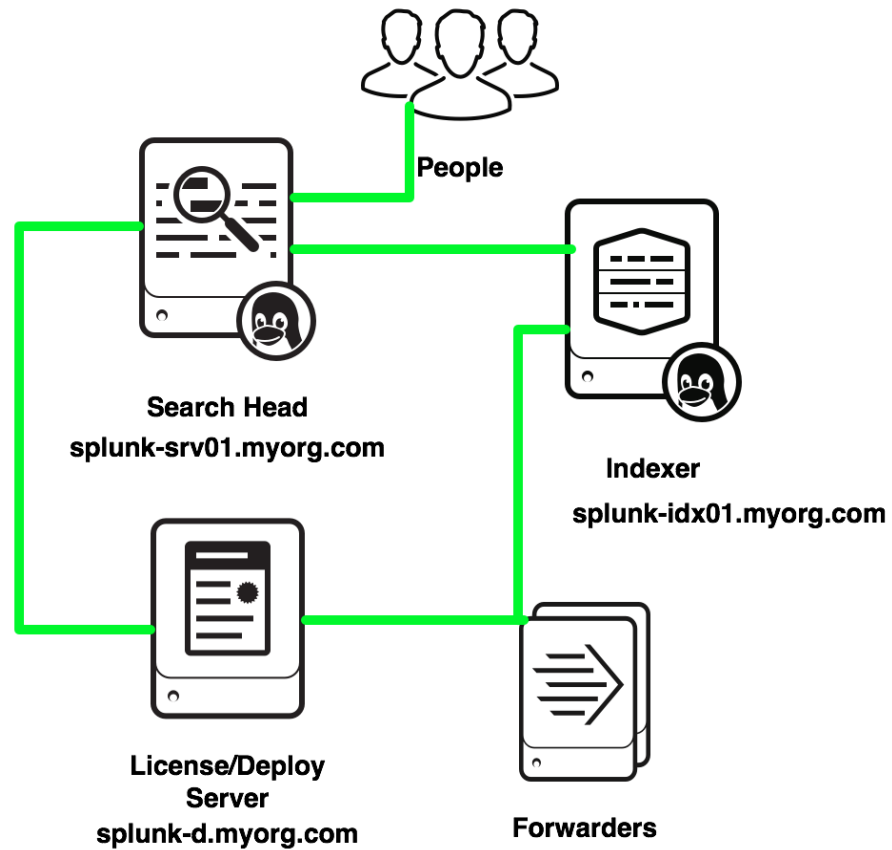 People
Search Head
splunk-srv01.myorg.com
Indexer
splunk-idx01.myorg.com
License/Deploy
Server
splunk-d.myorg.com
Forwarders